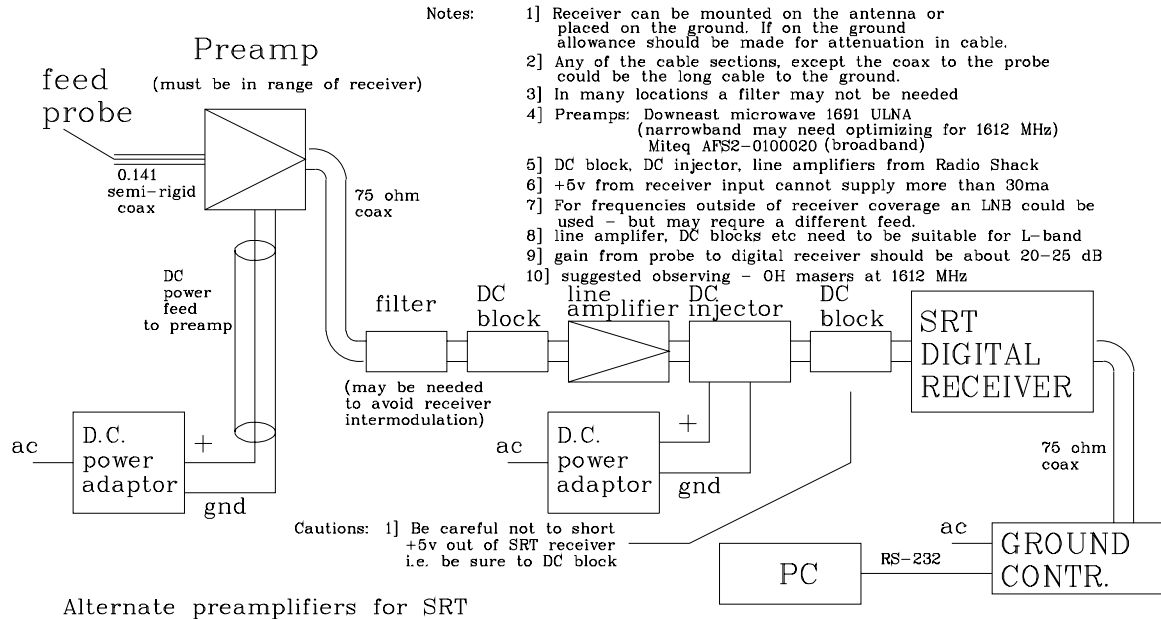 Notes: 1] Receiver can be mounted on the antenna or
placed on the ground. If on the ground
allowance should be made for attenuation in cable.
2] Any of the cable sections, except the coax to the probe
could be the long cable to the ground.
3] In many locations a filter may not be needed
4] Preamps: Downeast microwave 1691 ULNA
(narrowband may need optimizing for 1612 MHz)
Miteq AFS2-0100020 (broadband)
5] DC block, DC injector, line amplifiers from Radio Shack
6] +5v from receiver input cannot supply more than 30ma
7] For frequencies outside of receiver coverage an LNB could be
used - but may requre a different feed.
8] line amplifer, DC blocks etc need to be suitable for L-band
9] gain from probe to digital receiver should be about 20-25 dB
10] suggested observing - OH masers at 1612 MHz
Preamp
(must be in range of receiver)
feed
probe
0.141
semi-rigid
coax
75 ohm
coax
DC
power
feed
to preamp
filter
(may be needed
to avoid receiver
intermodulation)
DC
block
line
amplifier
DC
injector
DC
block
SRT
DIGITAL
RECEIVER
ac
D.C.
power
adaptor
+
gnd
ac
D.C.
power
adaptor
+
gnd
75 ohm
coax
Cautions: 1] Be careful not to short
+5v out of SRT receiver
i.e. be sure to DC block
PC
RS-232
ac
GROUND
CONTR.
Alternate preamplifiers for SRT